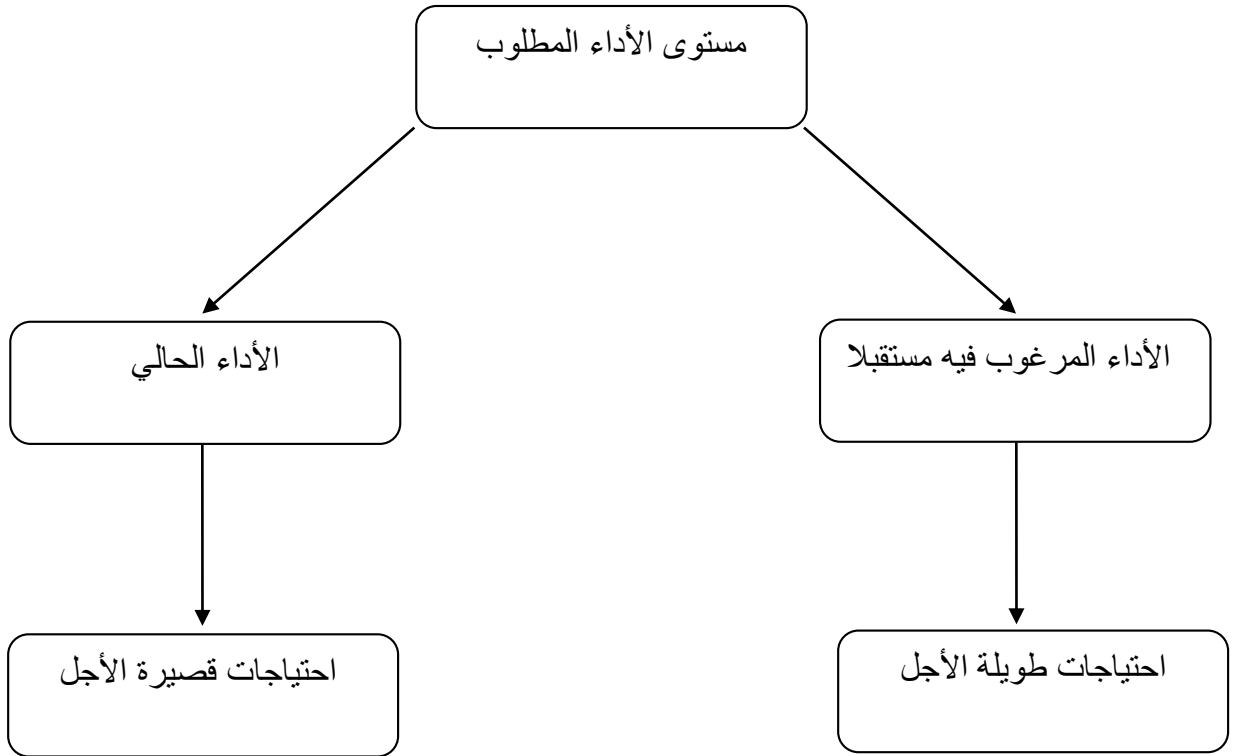 مستوى الأداء المطلوب
الأداء المرغوب فيه مستقبلا
الأداء الحالي
احتياجات طويلة الأجل
احتياجات قصيرة الأجل